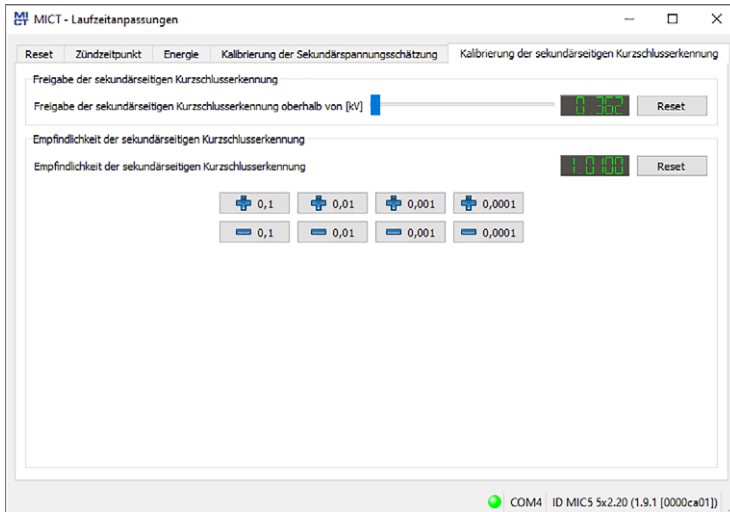 MICT - Laufzeitanpassungen
Reset Zündzeitpunkt Energie Kalibrierung der Sekundärspannungsschätzung Kalibrierung der sekundärseitigen Kurzschlusserkennung
Freigabe der sekundärseitigen Kurzschlusserkennung
Freigabe der sekundärseitigen Kurzschlusserkennung oberhalb von [kV] 0.362 Reset
Empfindlichkeit der sekundärseitigen Kurzschlusserkennung
Empfindlichkeit der sekundärseitigen Kurzschlusserkennung 1.0100 Reset
0,1 0,01 0,001 0,0001
0,1 0,01 0,001 0,0001
COM4 ID MIC5 5x2.20 (1.9.1 [0000ca01])